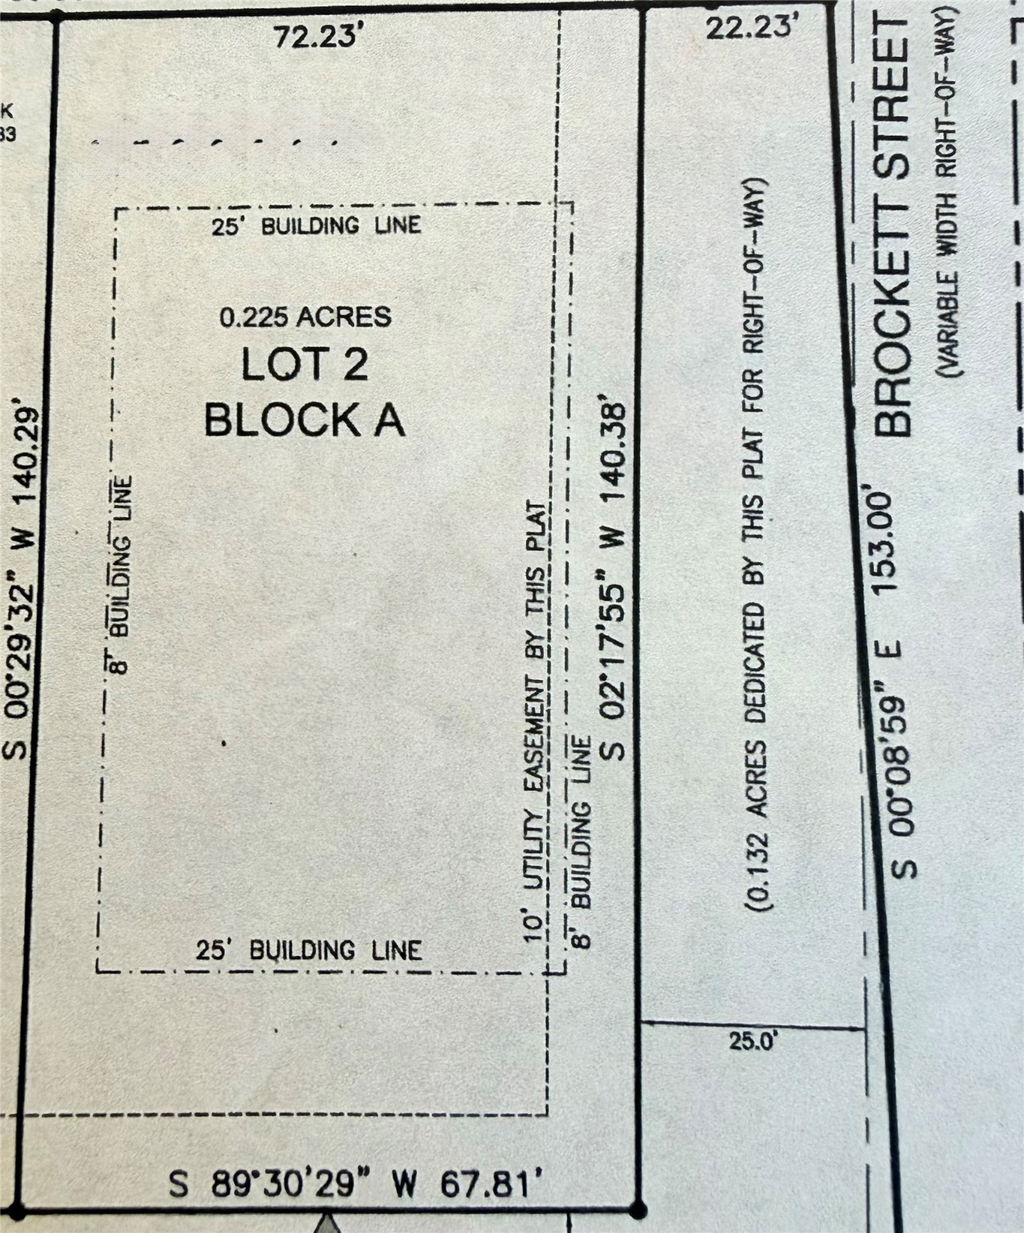 72.23'
22.23'
K
33
25' BUILDING LINE
0.225 ACRES
LOT 2
BLOCK A
S 00°29'32" W 140.29'
8' BUILDING LINE
10' UTILITY EASEMENT BY THIS PLAT
8' BUILDING LINE
S 02°17'55" W 140.38'
(0.132 ACRES DEDICATED BY THIS PLAT FOR RIGHT-OF-WAY)
S 00°08'59" E 153.00'
BROCKETT STREET
(VARIABLE WIDTH RIGHT-OF-WAY)
25' BUILDING LINE
25.0'
S 89°30'29" W 67.81'